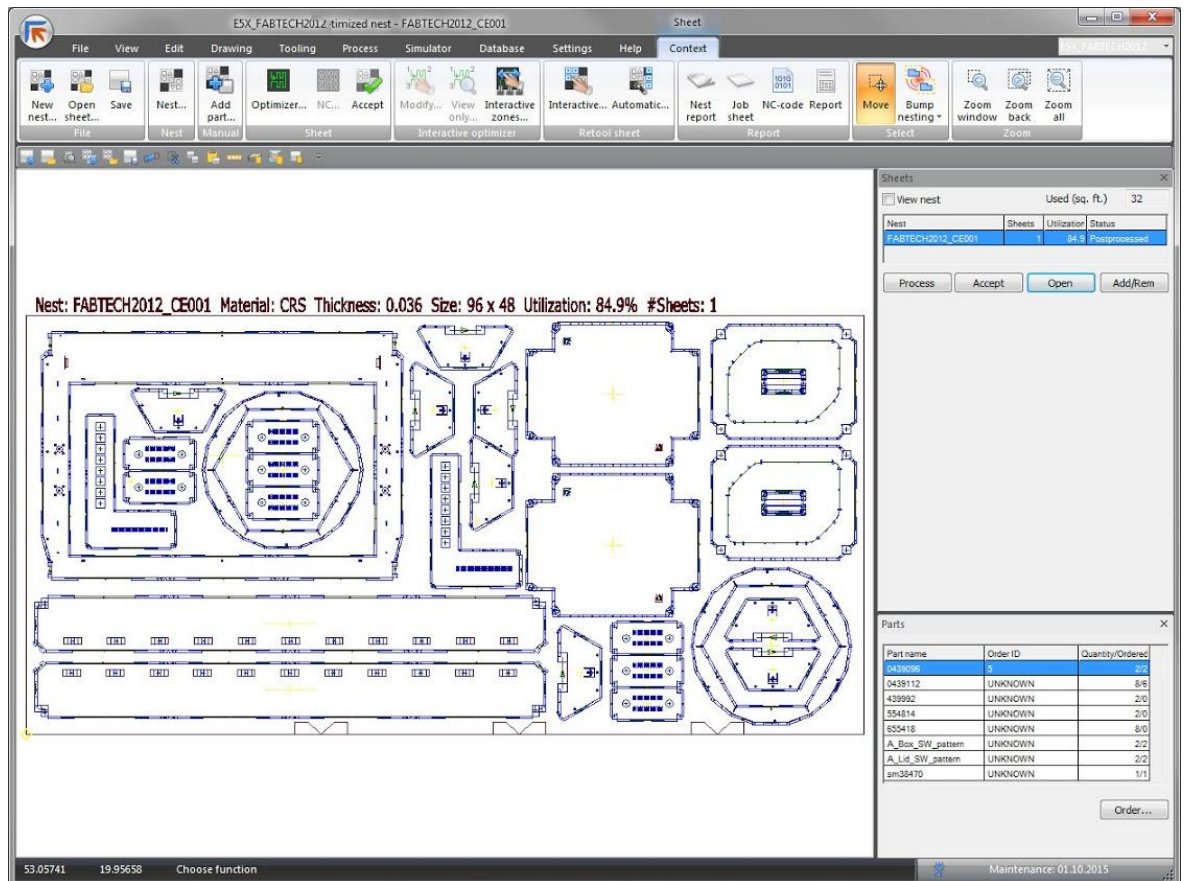 E5X_FABTECH2012 -timized nest - FABTECH2012_CE001
Sheet
File View Edit Drawing Tooling Process Simulator Database Settings Help Context
E5X_FABTECH2012
New nest... Open sheet... Save Nest... Add part... Optimizer... NC... Accept Modify... View only... Interactive zones... Interactive... Automatic... Nest report Job sheet NC-code Report Move Bump nesting Zoom window Zoom back Zoom all
File Nest Manual Sheet Interactive optimizer Retool sheet Report Select Zoom
Sheets
View nest Used (sq. ft.) 32
Nest Sheets Utilization Status
FABTECH2012_CE001 1 84.9 Postprocessed
Process Accept Open Add/Rem
Nest: FABTECH2012_CE001 Material: CRS Thickness: 0.036 Size: 96 x 48 Utilization: 84.9% #Sheets: 1
Parts
Part name Order ID Quantity/Ordered
0439096 5 2/2
0439112 UNKNOWN 8/6
439992 UNKNOWN 2/0
554814 UNKNOWN 2/0
655418 UNKNOWN 8/0
A_Box_SW_pattern UNKNOWN 2/2
A_Lid_SW_pattern UNKNOWN 2/2
sm38470 UNKNOWN 1/1
Order...
53.05741 19.95658 Choose function Maintenance: 01.10.2015